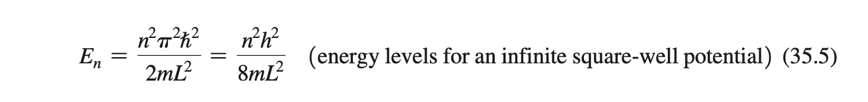 Eₙ = n²π²ħ²/2mL² = n²h²/8mL² (energy levels for an infinite square-well potential) (35.5)